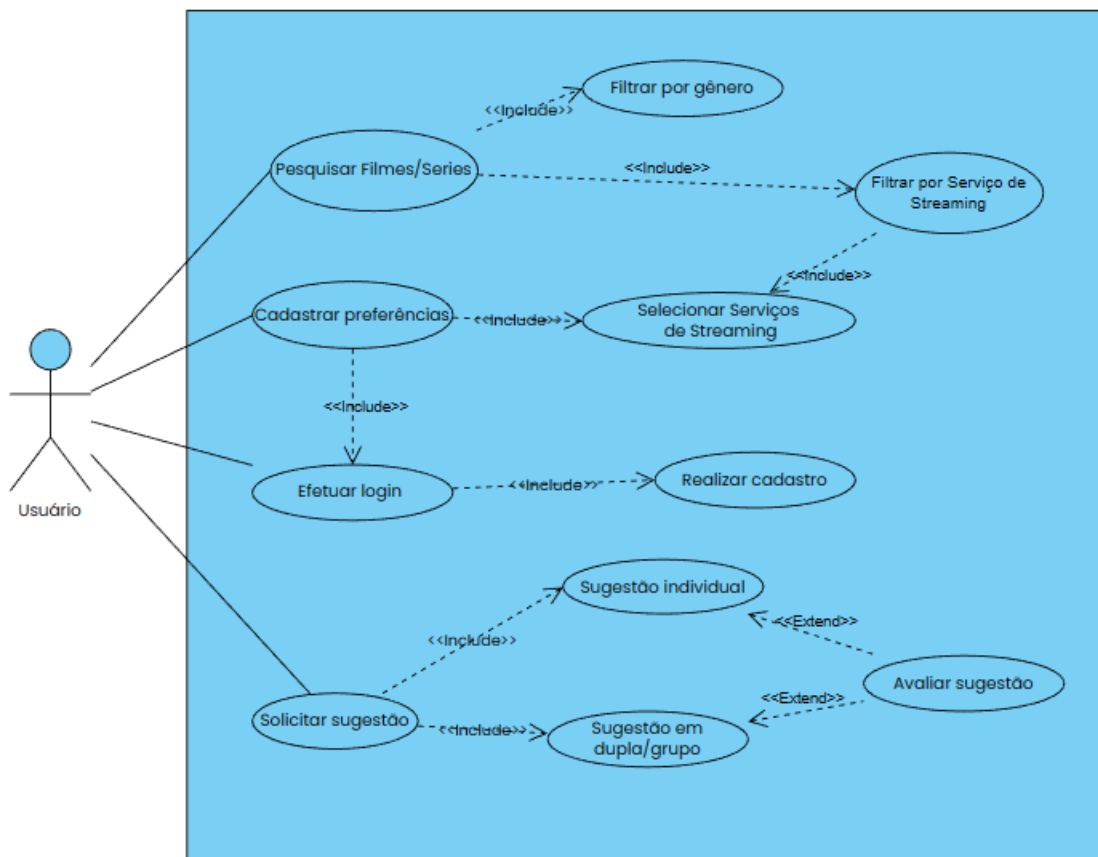 Filtrar por gênero
<<Include>>
Pesquisar Filmes/Series
<<Include>>
Filtrar por Serviço de
Streaming
<<Include>>
Cadastrar preferências
<<Include>>
Selecionar Serviços
de Streaming
<<Include>>
Efetuar login
<<Include>>
Realizar cadastro
Usuário
Sugestão individual
<<Extend>>
<<Include>>
Avaliar sugestão
<<Extend>>
Solicitar sugestão
<<Include>>
Sugestão em
dupla/grupo